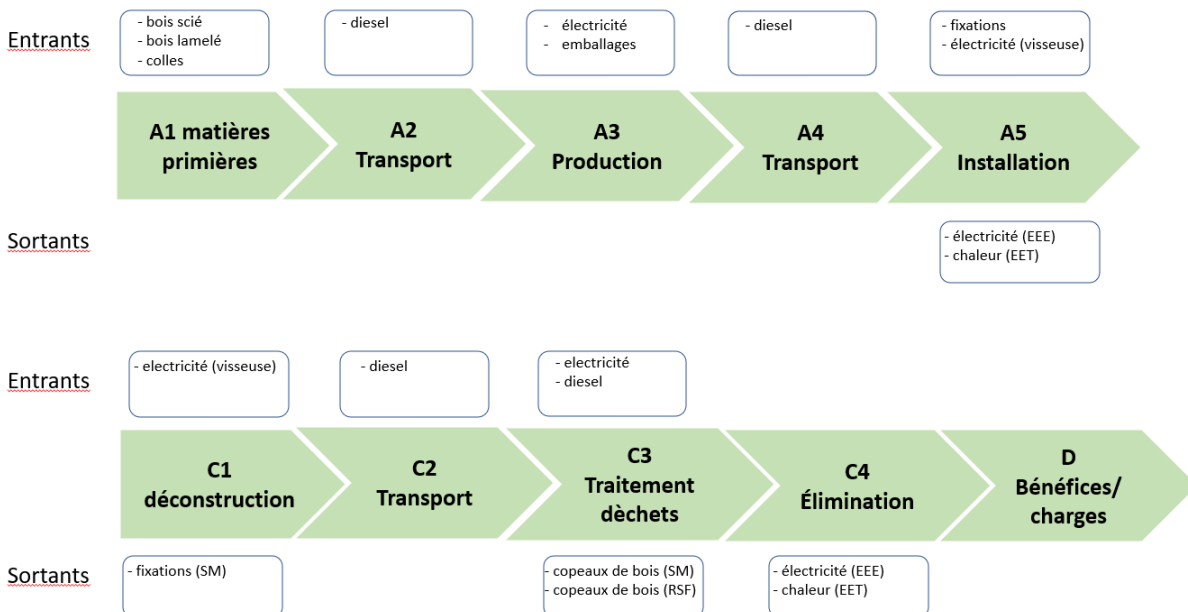 Entrants
- bois scié
- bois lamelé
- colles
- diesel
- électricité
- emballages
- diesel
- fixations
- électricité (visseuse)
A1 matières
primières
A2
Transport
A3
Production
A4
Transport
A5
Installation
Sortants
- électricité (EEE)
- chaleur (EET)
Entrants
- electricité (visseuse)
- diesel
- electricité
- diesel
C1
déconstruction
C2
Transport
C3
Traitement
dèchets
C4
Élimination
D
Bénéfices/
charges
Sortants
- fixations (SM)
- copeaux de bois (SM)
- copeaux de bois (RSF)
- électricité (EEE)
- chaleur (EET)